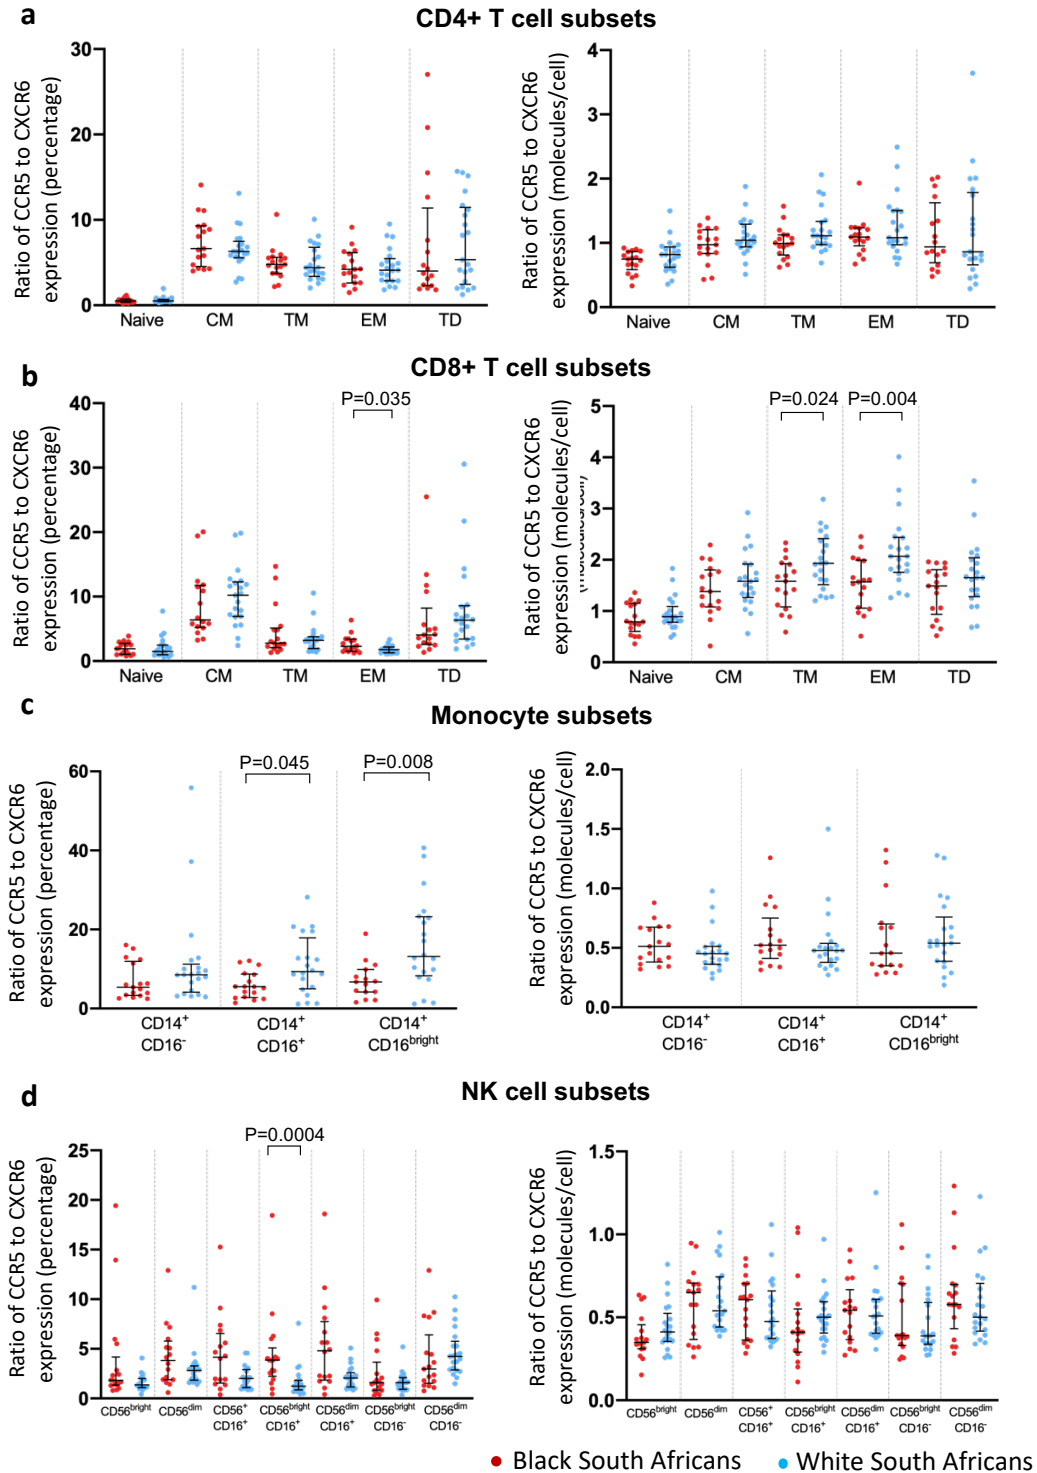 a
CD4+ T cell subsets
Ratio of CCR5 to CXCR6
expression (percentage)
30
20
10
0
Naive CM TM EM TD
Ratio of CCR5 to CXCR6
expression (molecules/cell)
4
3
2
1
0
Naive CM TM EM TD
b
CD8+ T cell subsets
Ratio of CCR5 to CXCR6
expression (percentage)
40
30
20
10
0
P=0.035
Naive CM TM EM TD
Ratio of CCR5 to CXCR6
expression (molecules/cell)
5
4
3
2
1
0
P=0.024 P=0.004
Naive CM TM EM TD
c
Monocyte subsets
Ratio of CCR5 to CXCR6
expression (percentage)
60
40
20
0
P=0.045 P=0.008
CD14⁺ CD14⁺ CD14⁺
CD16⁻ CD16⁺ CD16ᵇʳⁱᵍʰᵗ
Ratio of CCR5 to CXCR6
expression (molecules/cell)
2.0
1.5
1.0
0.5
0.0
CD14⁺ CD14⁺ CD14⁺
CD16⁻ CD16⁺ CD16ᵇʳⁱᵍʰᵗ
d
NK cell subsets
Ratio of CCR5 to CXCR6
expression (percentage)
25
20
15
10
5
0
P=0.0004
CD56ᵇʳⁱᵍʰᵗ CD56ᵈⁱᵐ CD56⁺ CD56ᵇʳⁱᵍʰᵗ CD56ᵈⁱᵐ CD56ᵇʳⁱᵍʰᵗ CD56ᵈⁱᵐ
CD16⁺ CD16⁺ CD16⁺ CD16⁻ CD16⁻
Ratio of CCR5 to CXCR6
expression (molecules/cell)
1.5
1.0
0.5
0.0
CD56ᵇʳⁱᵍʰᵗ CD56ᵈⁱᵐ CD56⁺ CD56ᵇʳⁱᵍʰᵗ CD56ᵈⁱᵐ CD56ᵇʳⁱᵍʰᵗ CD56ᵈⁱᵐ
CD16⁺ CD16⁺ CD16⁺ CD16⁻ CD16⁻
Black South Africans White South Africans